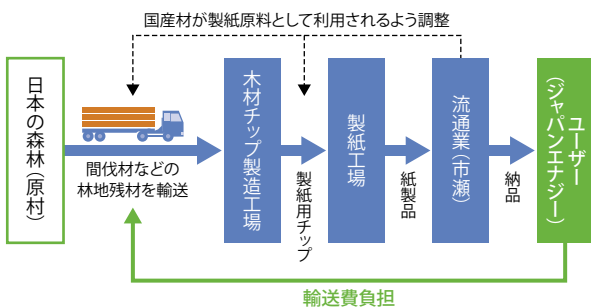 国産材が製紙原料として利用されるよう調整
日本の森林（原村）
間伐材などの
林地残材を輸送
木材チップ製造工場
製紙用チップ
製紙工場
紙製品
流通業（市瀬）
納品
ユーザー
（ジャパンエナジー）
輸送費負担